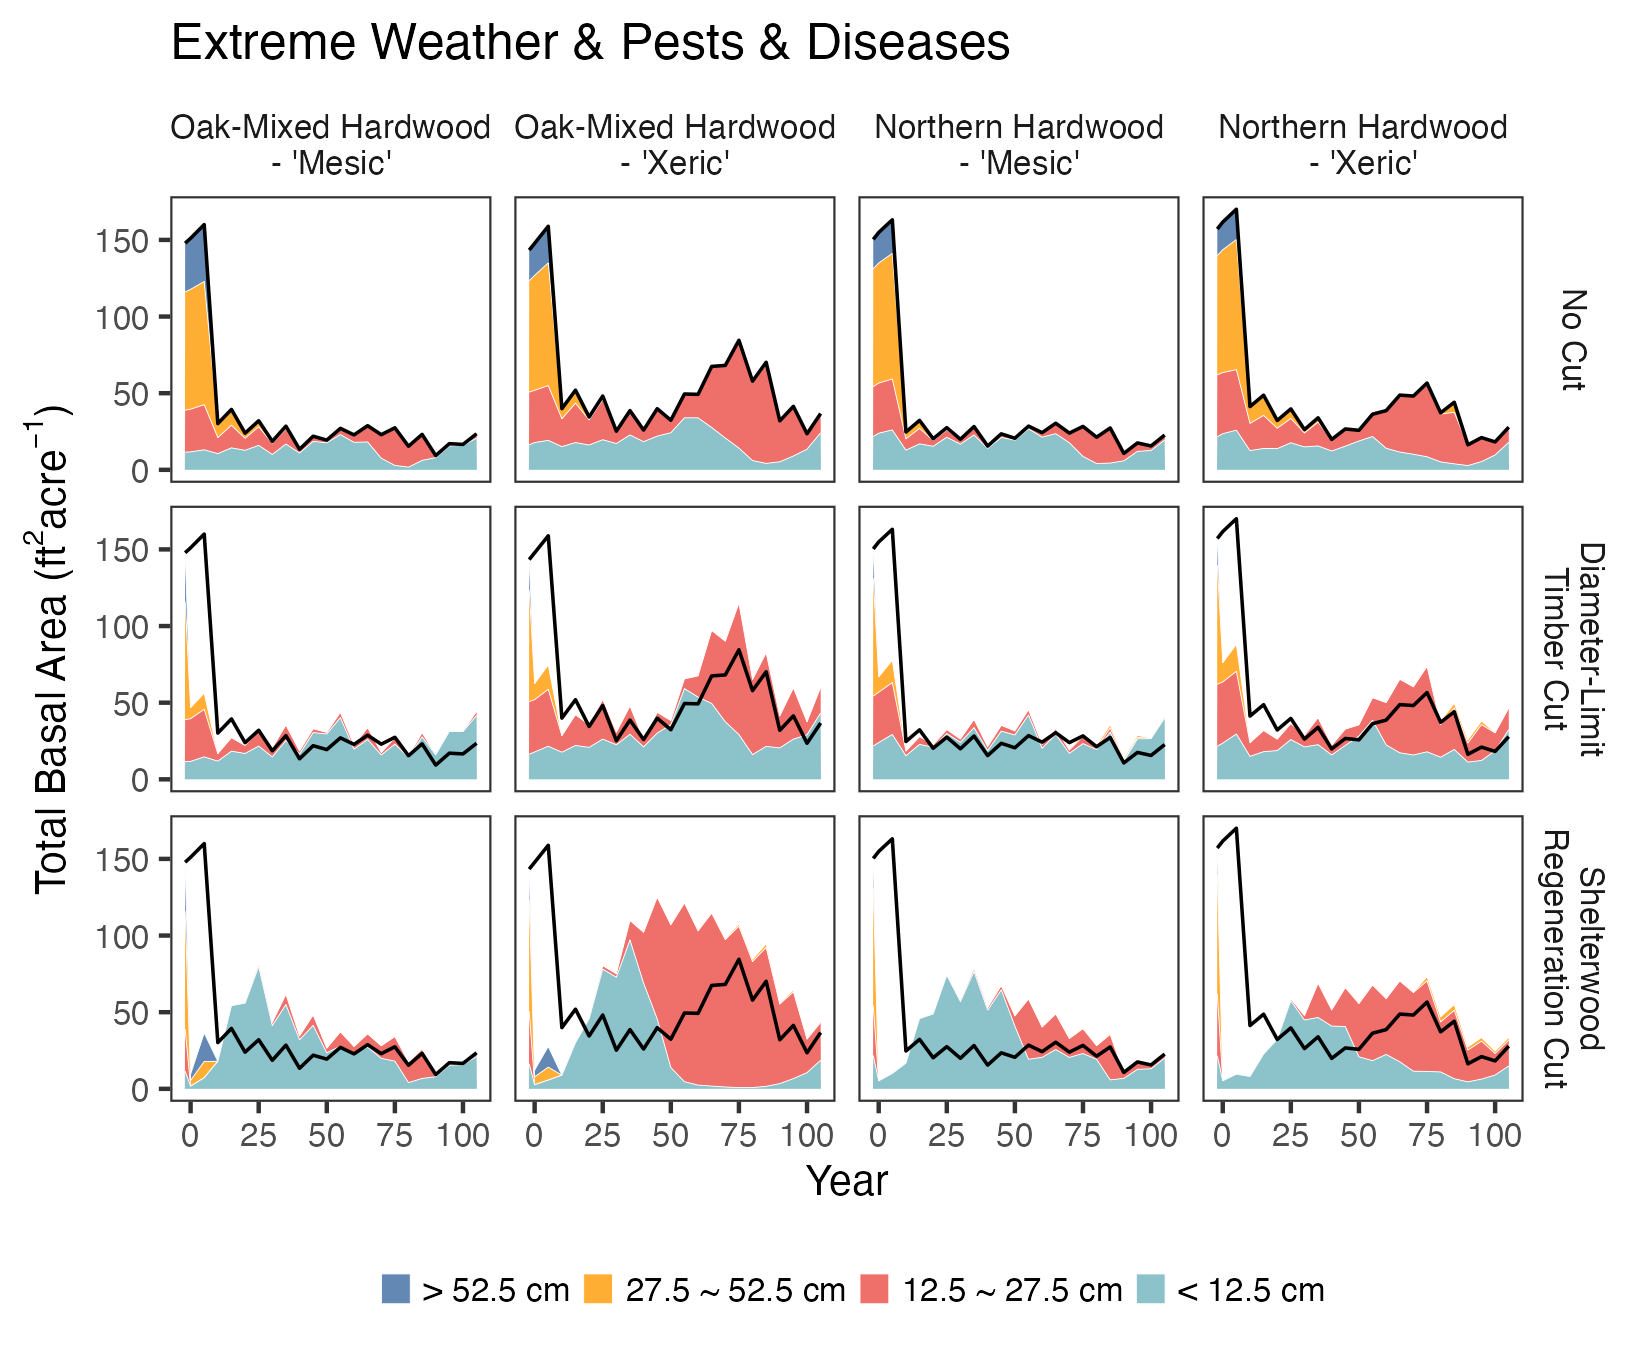 Extreme Weather & Pests & Diseases
Oak-Mixed Hardwood
- 'Mesic'
Oak-Mixed Hardwood
- 'Xeric'
Northern Hardwood
- 'Mesic'
Northern Hardwood
- 'Xeric'
Total Basal Area (ft²acre⁻¹)
150
100
50
0
No Cut
150
100
50
0
Diameter-Limit
Timber Cut
150
100
50
0
Shelterwood
Regeneration Cut
0 25 50 75 100
0 25 50 75 100
0 25 50 75 100
0 25 50 75 100
Year
> 52.5 cm
27.5 ~ 52.5 cm
12.5 ~ 27.5 cm
< 12.5 cm